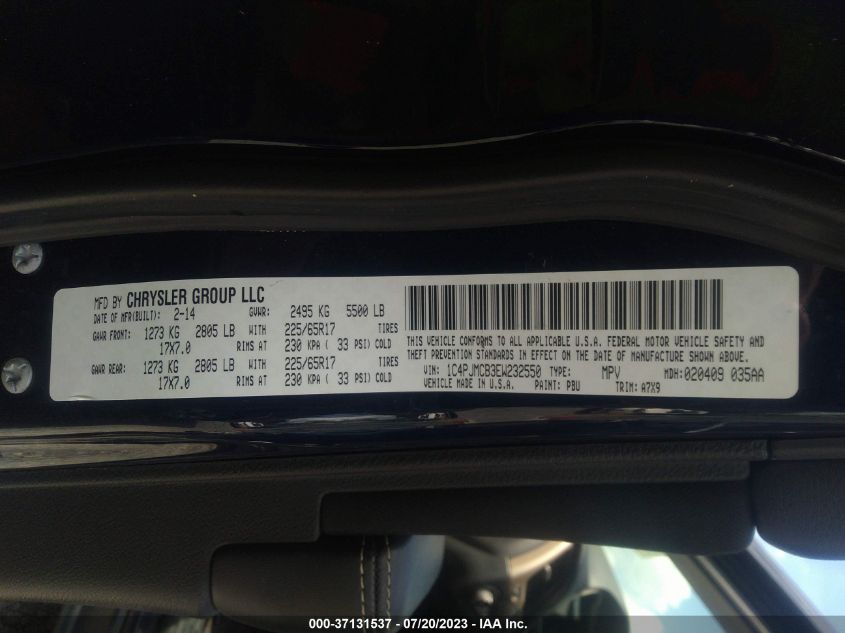 MFD BY CHRYSLER GROUP LLC
DATE OF MFR(BUILT): 2-14 GVWR: 2495 KG 5500 LB
GAWR FRONT: 1273 KG 2805 LB WITH 225/65R17 TIRES
17X7.0 RIMS AT 230 KPA ( 33 PSI) COLD
GAWR REAR: 1273 KG 2805 LB WITH 225/65R17 TIRES
17X7.0 RIMS AT 230 KPA ( 33 PSI) COLD
THIS VEHICLE CONFORMS TO ALL APPLICABLE U.S.A. FEDERAL MOTOR VEHICLE SAFETY AND
THEFT PREVENTION STANDARDS IN EFFECT ON THE DATE OF MANUFACTURE SHOWN ABOVE.
VIN: 1C4PJMCB3EW232550 TYPE: MPV MDH: 020409 035AA
VEHICLE MADE IN U.S.A. PAINT: PBU TRIM: A7X9
000-37131537 - 07/20/2023 - IAA Inc.